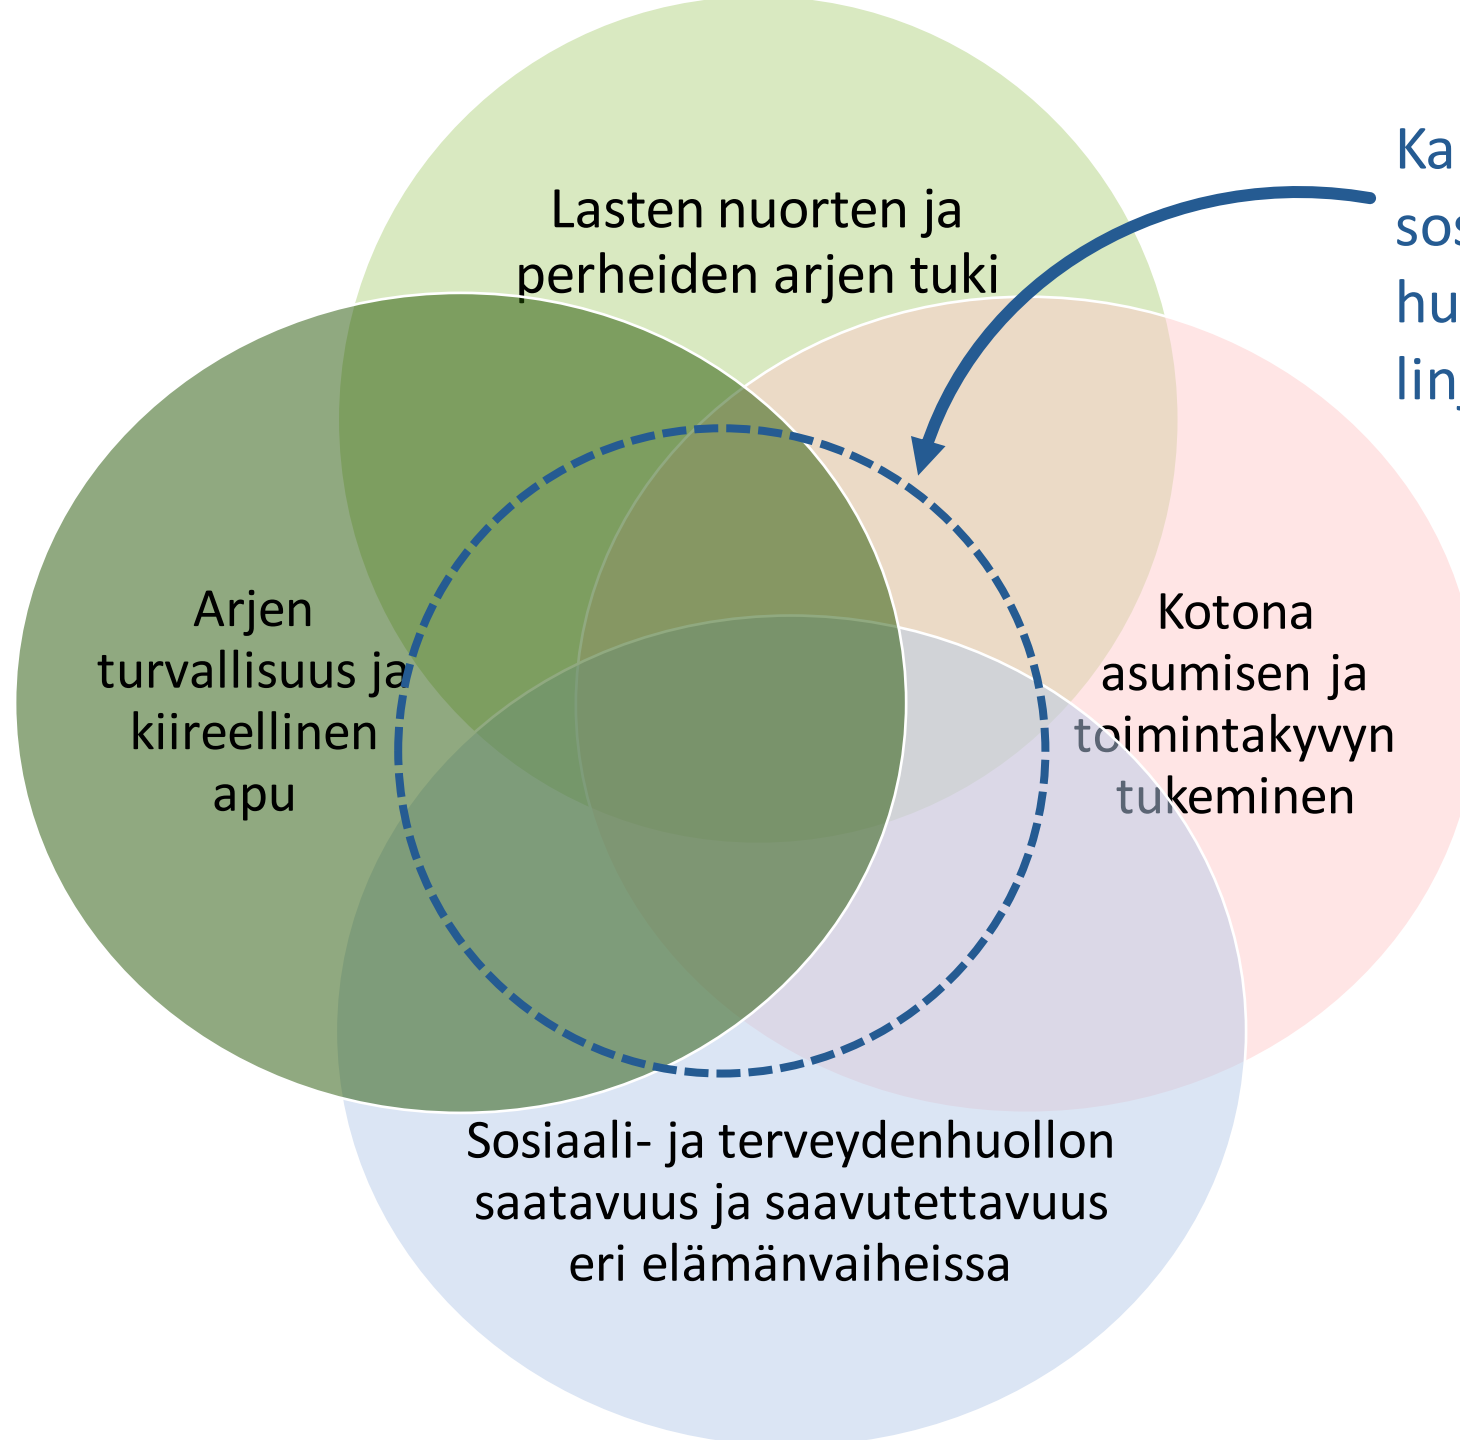 Lasten nuorten ja
perheiden arjen tuki
Arjen
turvallisuus ja
kiireellinen
apu
Kotona
asumisen ja
toimintakyvyn
tukeminen
Sosiaali- ja terveydenhuollon
saatavuus ja saavutettavuus
eri elämänvaiheissa